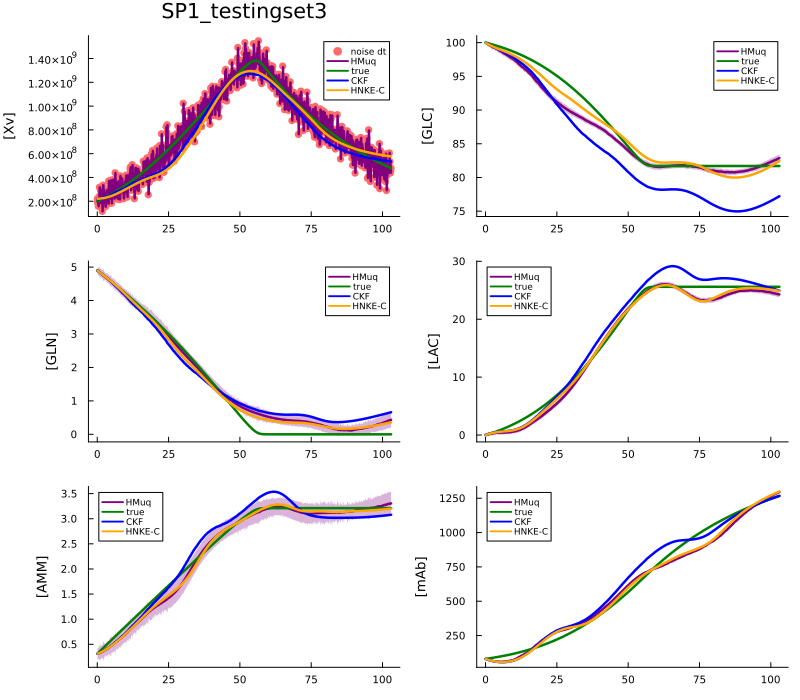 SP1_testingset3
[Xv]
1.40×10⁹
1.20×10⁹
1.00×10⁹
8.00×10⁸
6.00×10⁸
4.00×10⁸
2.00×10⁸
0 25 50 75 100
noise dt
HMuq
true
CKF
HNKE-C
[GLC]
100
95
90
85
80
75
0 25 50 75 100
HMuq
true
CKF
HNKE-C
[GLN]
5
4
3
2
1
0
0 25 50 75 100
HMuq
true
CKF
HNKE-C
[LAC]
30
20
10
0
0 25 50 75 100
HMuq
true
CKF
HNKE-C
[AMM]
3.5
3.0
2.5
2.0
1.5
1.0
0.5
0 25 50 75 100
HMuq
true
CKF
HNKE-C
[mAb]
1250
1000
750
500
250
0 25 50 75 100
HMuq
true
CKF
HNKE-C